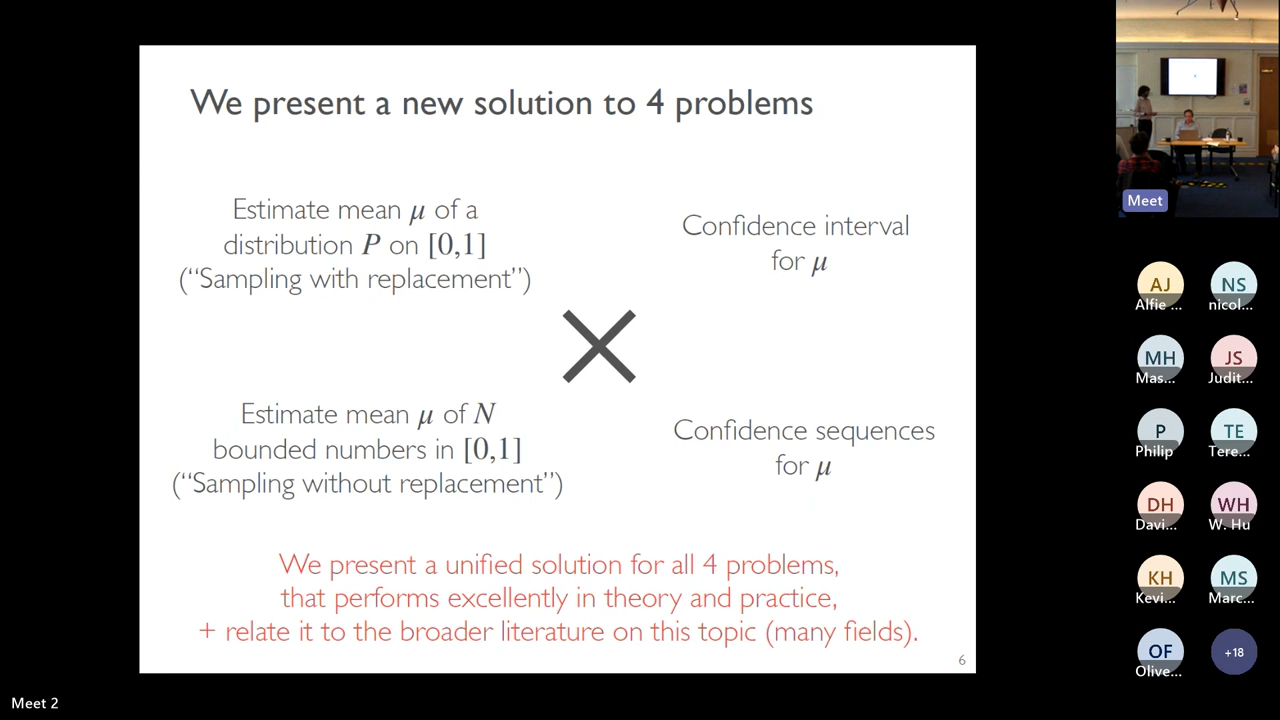 We present a new solution to 4 problems
Estimate mean μ of a
distribution P on [0,1]
(“Sampling with replacement”)
Confidence interval
for μ
Estimate mean μ of N
bounded numbers in [0,1]
(“Sampling without replacement”)
Confidence sequences
for μ
We present a unified solution for all 4 problems,
that performs excellently in theory and practice,
+ relate it to the broader literature on this topic (many fields).
6
Meet 2
Meet
AJ
Alfie ...
NS
nicol...
MH
Mas...
JS
Judit...
P
Philip
TE
Tere...
DH
Davi...
WH
W. Hu
KH
Kevi...
MS
Marc...
OF
Olive...
+18